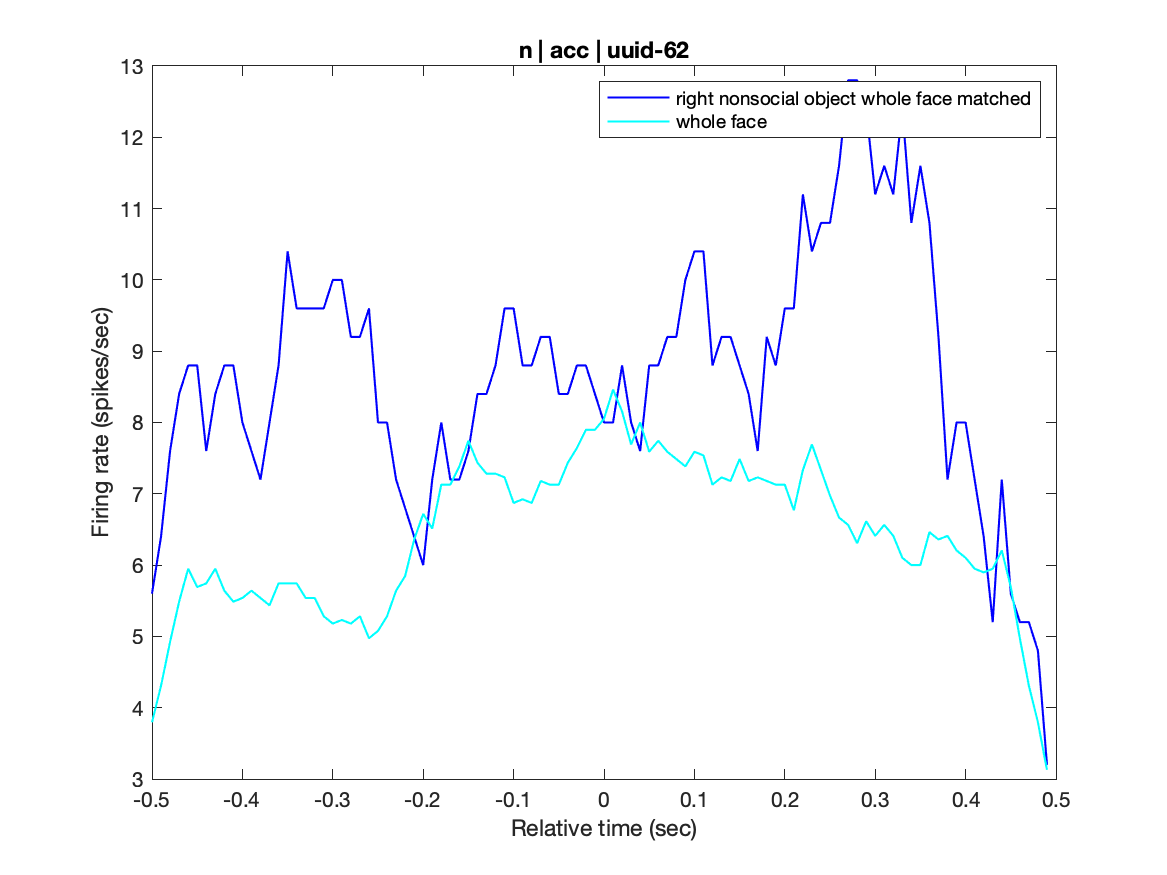 n | acc | uuid-62
right nonsocial object whole face matched
whole face
13
12
11
10
9
8
7
6
5
4
3
Firing rate (spikes/sec)
-0.5 -0.4 -0.3 -0.2 -0.1 0 0.1 0.2 0.3 0.4 0.5
Relative time (sec)